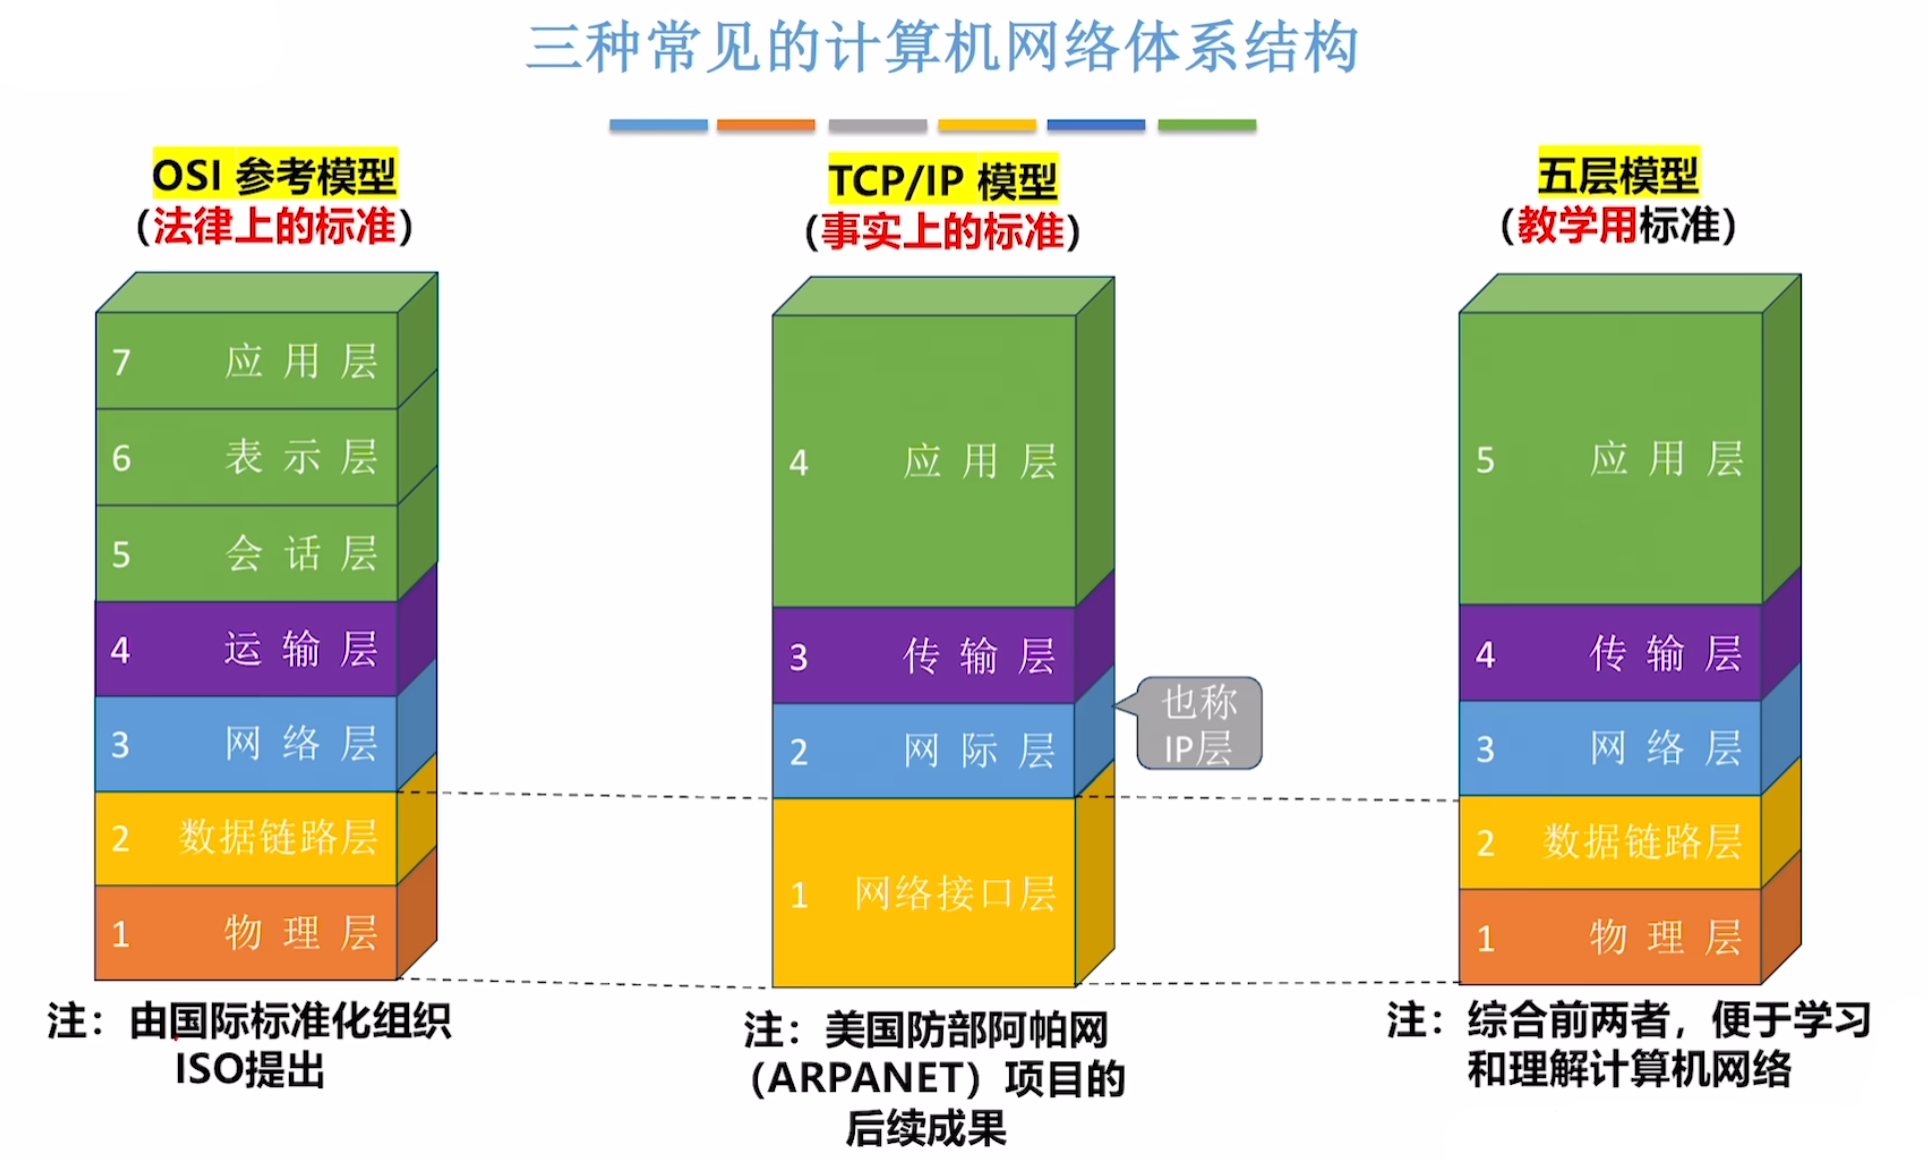 三种常见的计算机网络体系结构
OSI 参考模型
（法律上的标准）
7 应用层
6 表示层
5 会话层
4 运输层
3 网络层
2 数据链路层
1 物理层
注：由国际标准化组织
ISO提出
TCP/IP 模型
（事实上的标准）
4 应用层
3 传输层
2 网际层
也称
IP层
1 网络接口层
注：美国防部阿帕网
（ARPANET）项目的
后续成果
五层模型
（教学用标准）
5 应用层
4 传输层
3 网络层
2 数据链路层
1 物理层
注：综合前两者，便于学习
和理解计算机网络